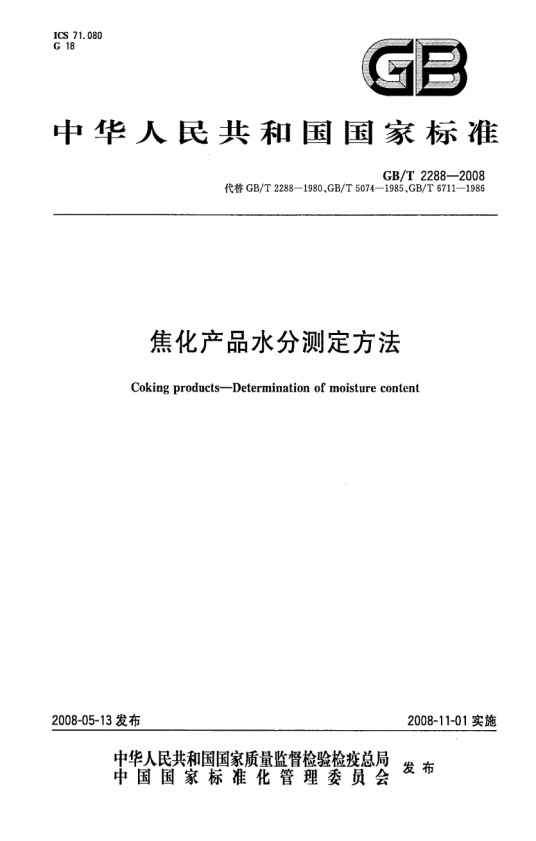 ICS 71.080
G 18
GB
中华人民共和国国家标准
GB/T 2288—2008
代替 GB/T 2288—1980、GB/T 5074—1985、GB/T 6711—1986
焦化产品水分测定方法
Coking products—Determination of moisture content
2008-05-13 发布
2008-11-01 实施
中华人民共和国国家质量监督检验检疫总局
中国国家标准化管理委员会
发布